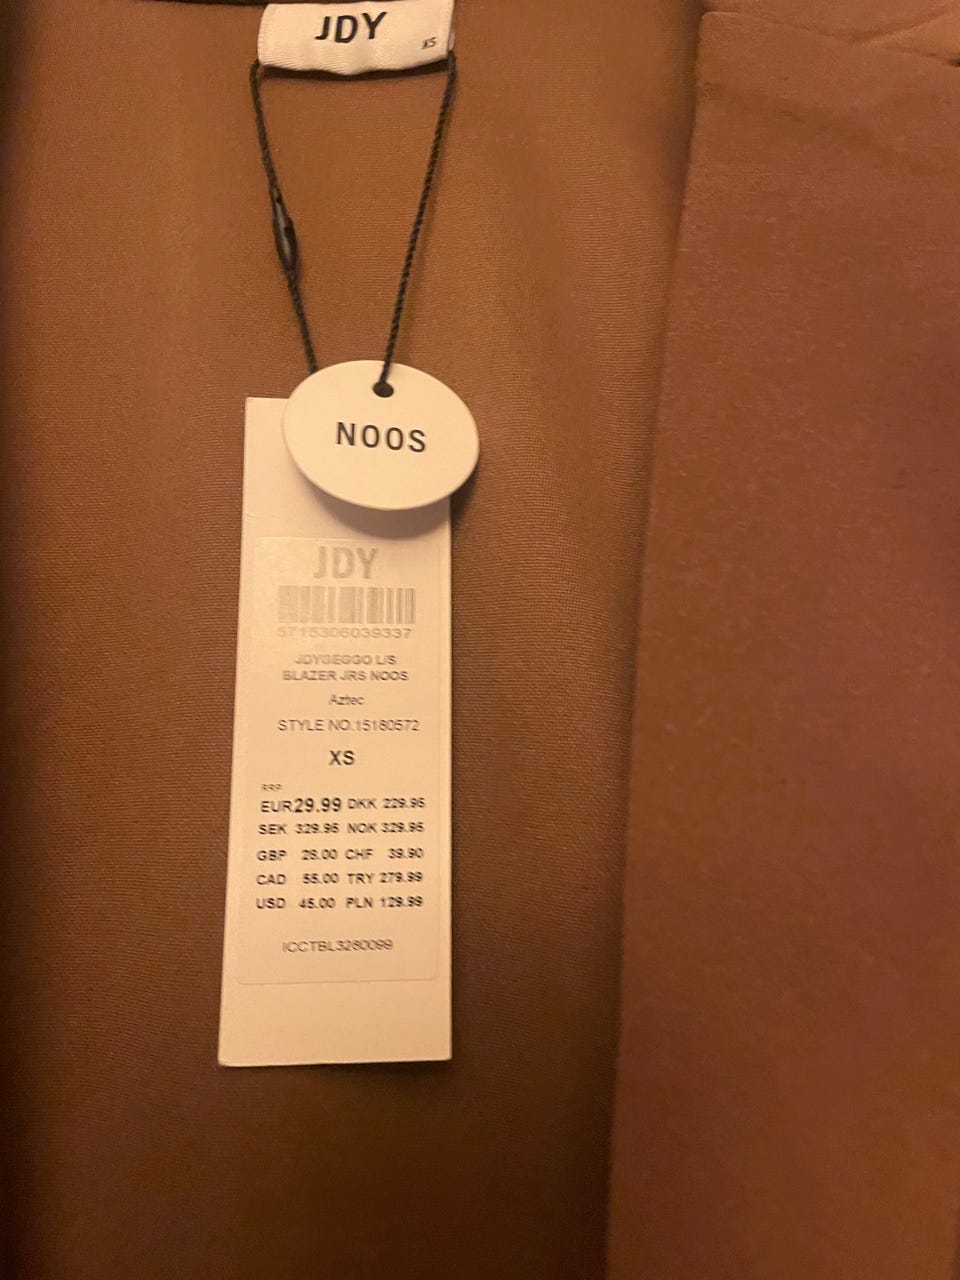 JDY
XS
NOOS
JDY
5715306039337
JDYGEGGO L/S
BLAZER JRS NOOS
Aztec
STYLE NO.15180572
XS
RRP
EUR 29.99 DKK 229.95
SEK 329.95 NOK 329.95
GBP 28.00 CHF 39.90
CAD 55.00 TRY 279.99
USD 45.00 PLN 129.99
ICCTBL3280099